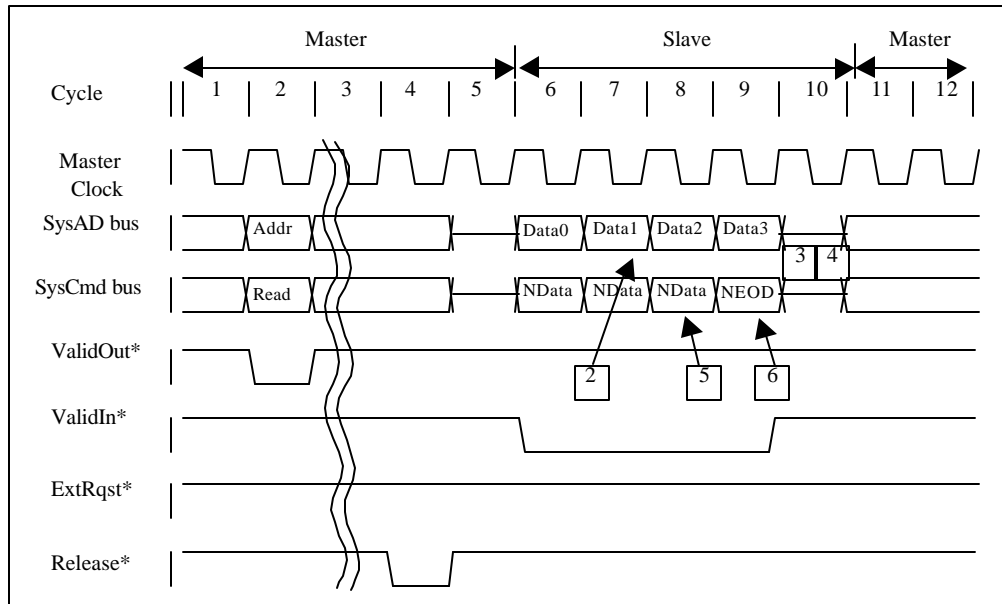 Master Slave Master
Cycle 1 2 3 4 5 6 7 8 9 10 11 12
Master
Clock
SysAD bus Addr Data0 Data1 Data2 Data3
3 4
SysCmd bus Read NData NData NData NEOD
ValidOut*
2 5 6
ValidIn*
ExtRqst*
Release*